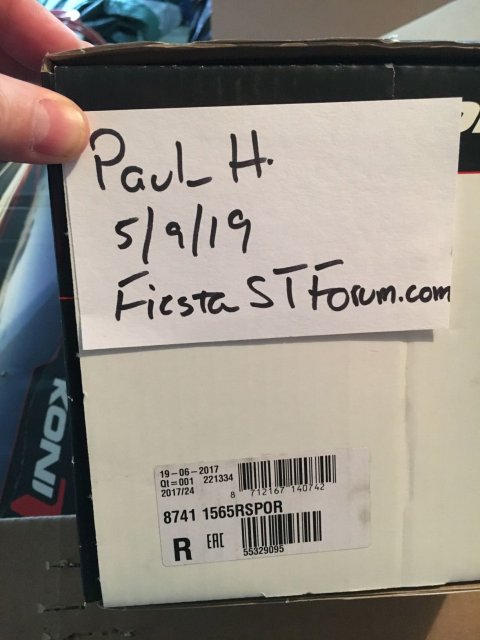 Paul H.
5/9/19
Fiesta STForum.com
KONI
19-06-2017
Qt=001 221334
2017/24
8 712167 140742
8741 1565RSPOR
R EAC
55329095